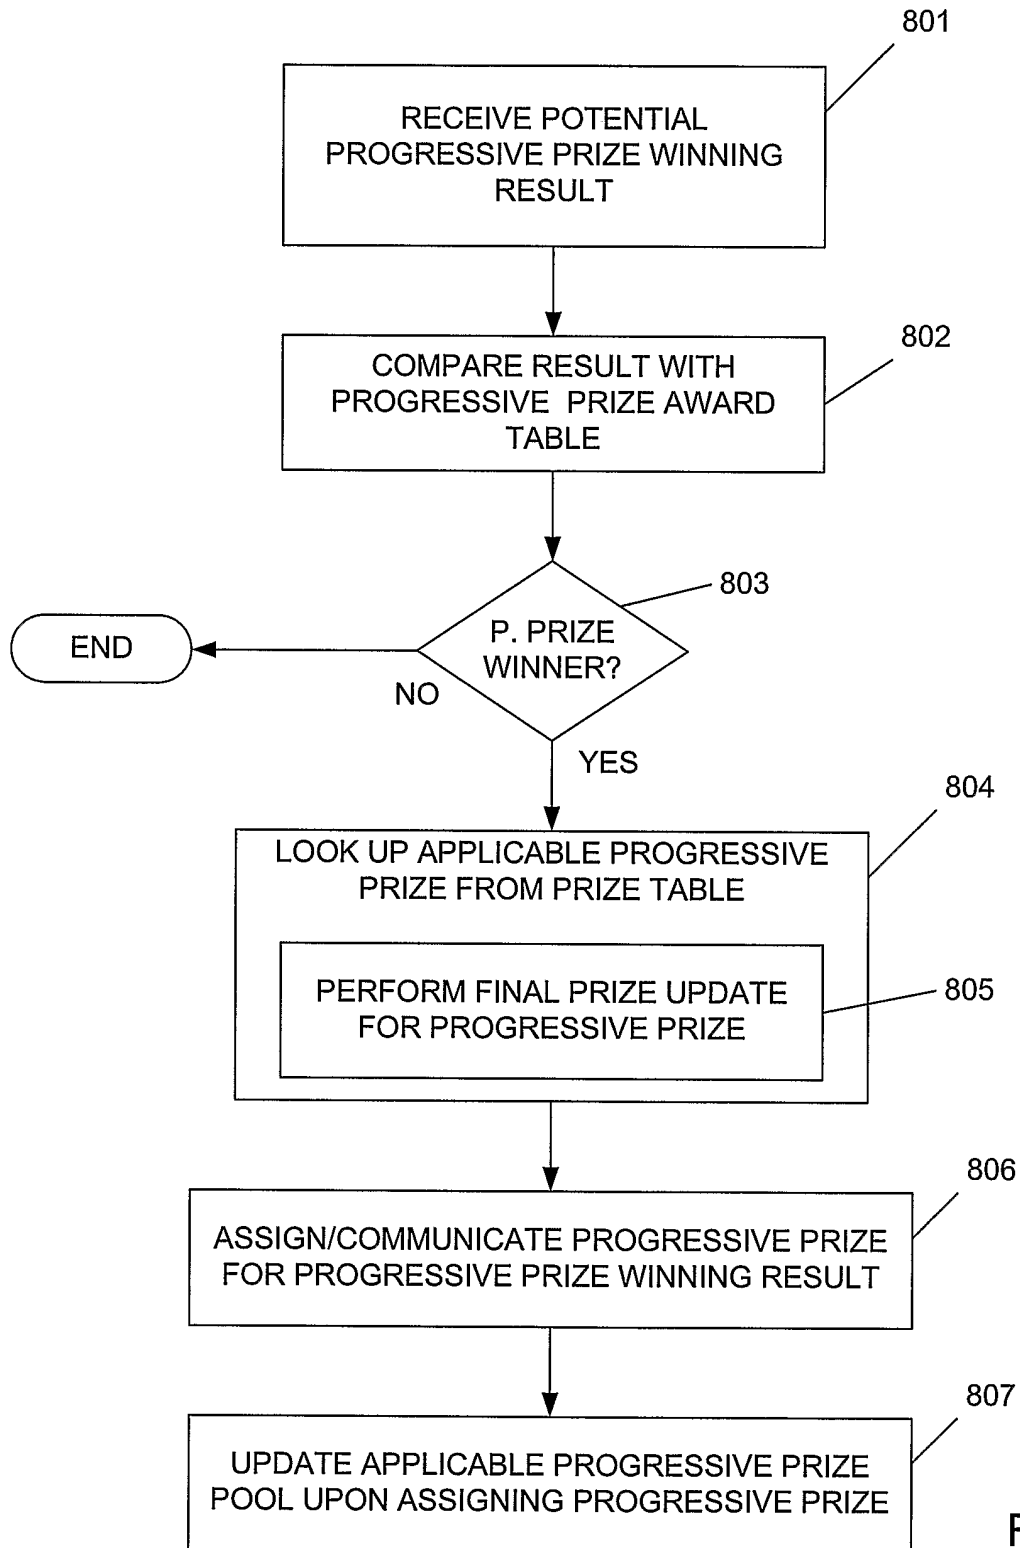 801
RECEIVE POTENTIAL
PROGRESSIVE PRIZE WINNING
RESULT
802
COMPARE RESULT WITH
PROGRESSIVE PRIZE AWARD
TABLE
803
P. PRIZE
WINNER?
END
NO
YES
804
LOOK UP APPLICABLE PROGRESSIVE
PRIZE FROM PRIZE TABLE
PERFORM FINAL PRIZE UPDATE
FOR PROGRESSIVE PRIZE
805
806
ASSIGN/COMMUNICATE PROGRESSIVE PRIZE
FOR PROGRESSIVE PRIZE WINNING RESULT
807
UPDATE APPLICABLE PROGRESSIVE PRIZE
POOL UPON ASSIGNING PROGRESSIVE PRIZE